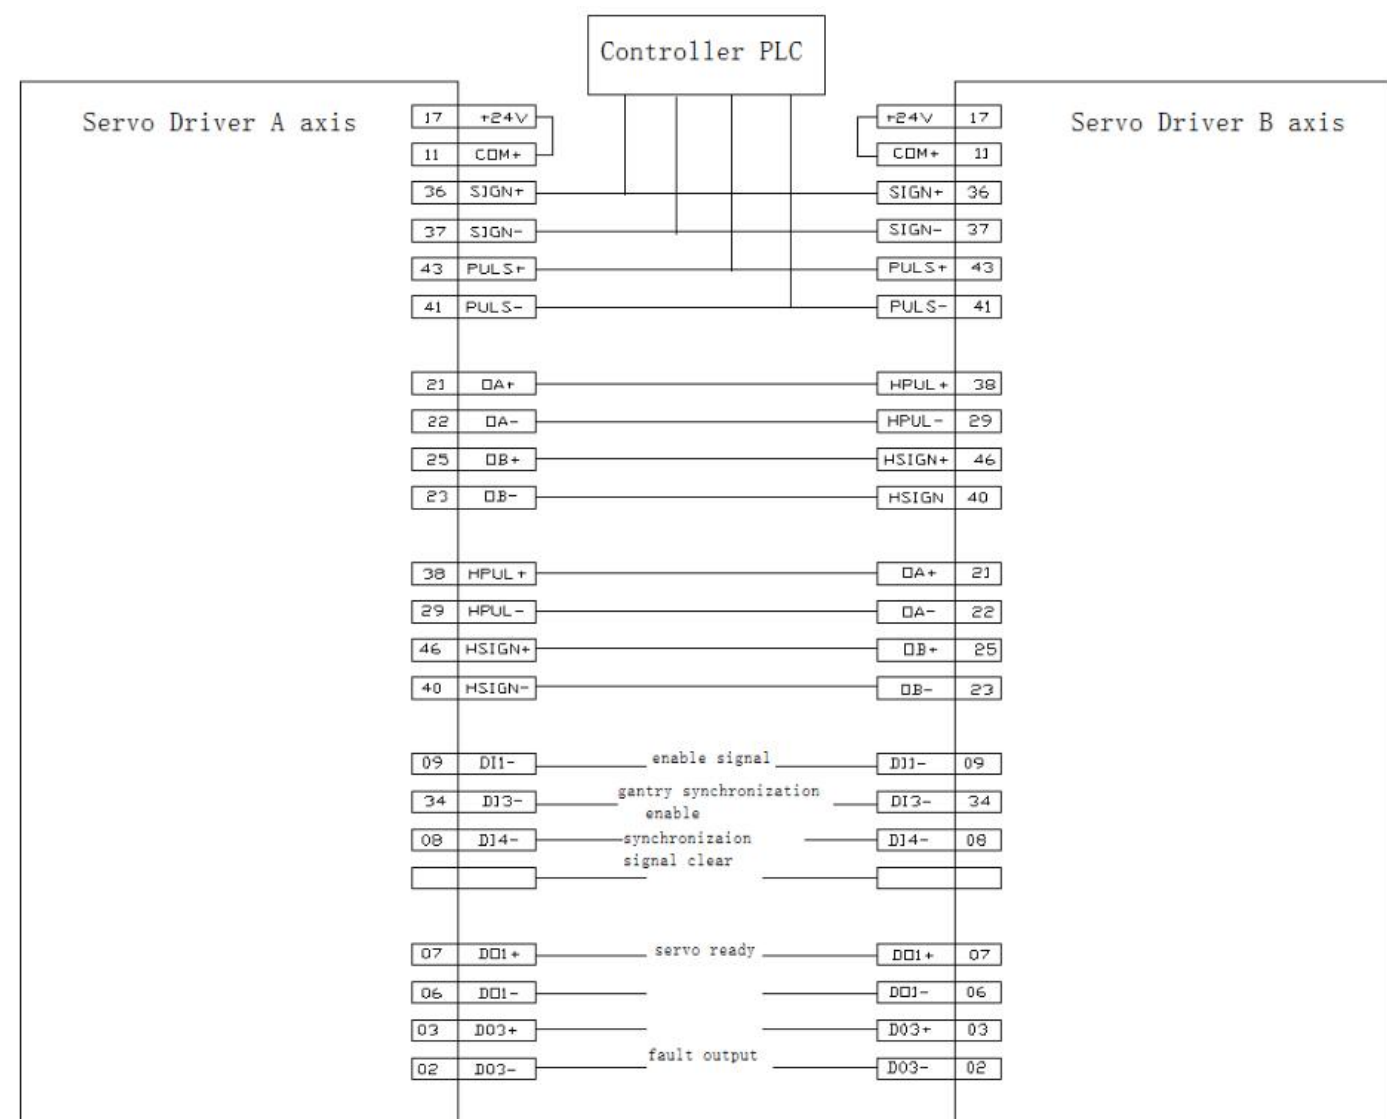 Controller PLC
Servo Driver A axis
Servo Driver B axis
17 +24V +24V 17
11 COM+ COM+ 11
36 SIGN+ SIGN+ 36
37 SIGN- SIGN- 37
43 PULS+ PULS+ 43
41 PULS- PULS- 41
21 OA+ HPUL+ 38
22 OA- HPUL- 29
25 OB+ HSIGN+ 46
23 OB- HSIGN 40
38 HPUL+ OA+ 21
29 HPUL- OA- 22
46 HSIGN+ OB+ 25
40 HSIGN- OB- 23
09 DI1- enable signal DI1- 09
34 DI3- gantry synchronization DI3- 34
enable
08 DI4- synchronizaion DI4- 08
signal clear
07 DO1+ servo ready DO1+ 07
06 DO1- DO1- 06
03 DO3+ DO3+ 03
fault output
02 DO3- DO3- 02